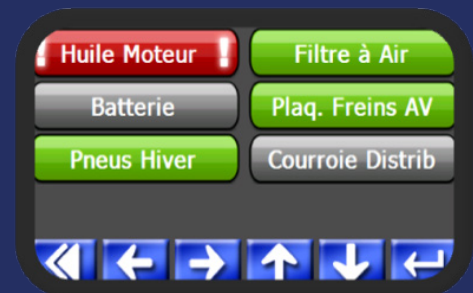 ! Huile Moteur !
Filtre à Air
Batterie
Plaq. Freins AV
Pneus Hiver
Courroie Distrib